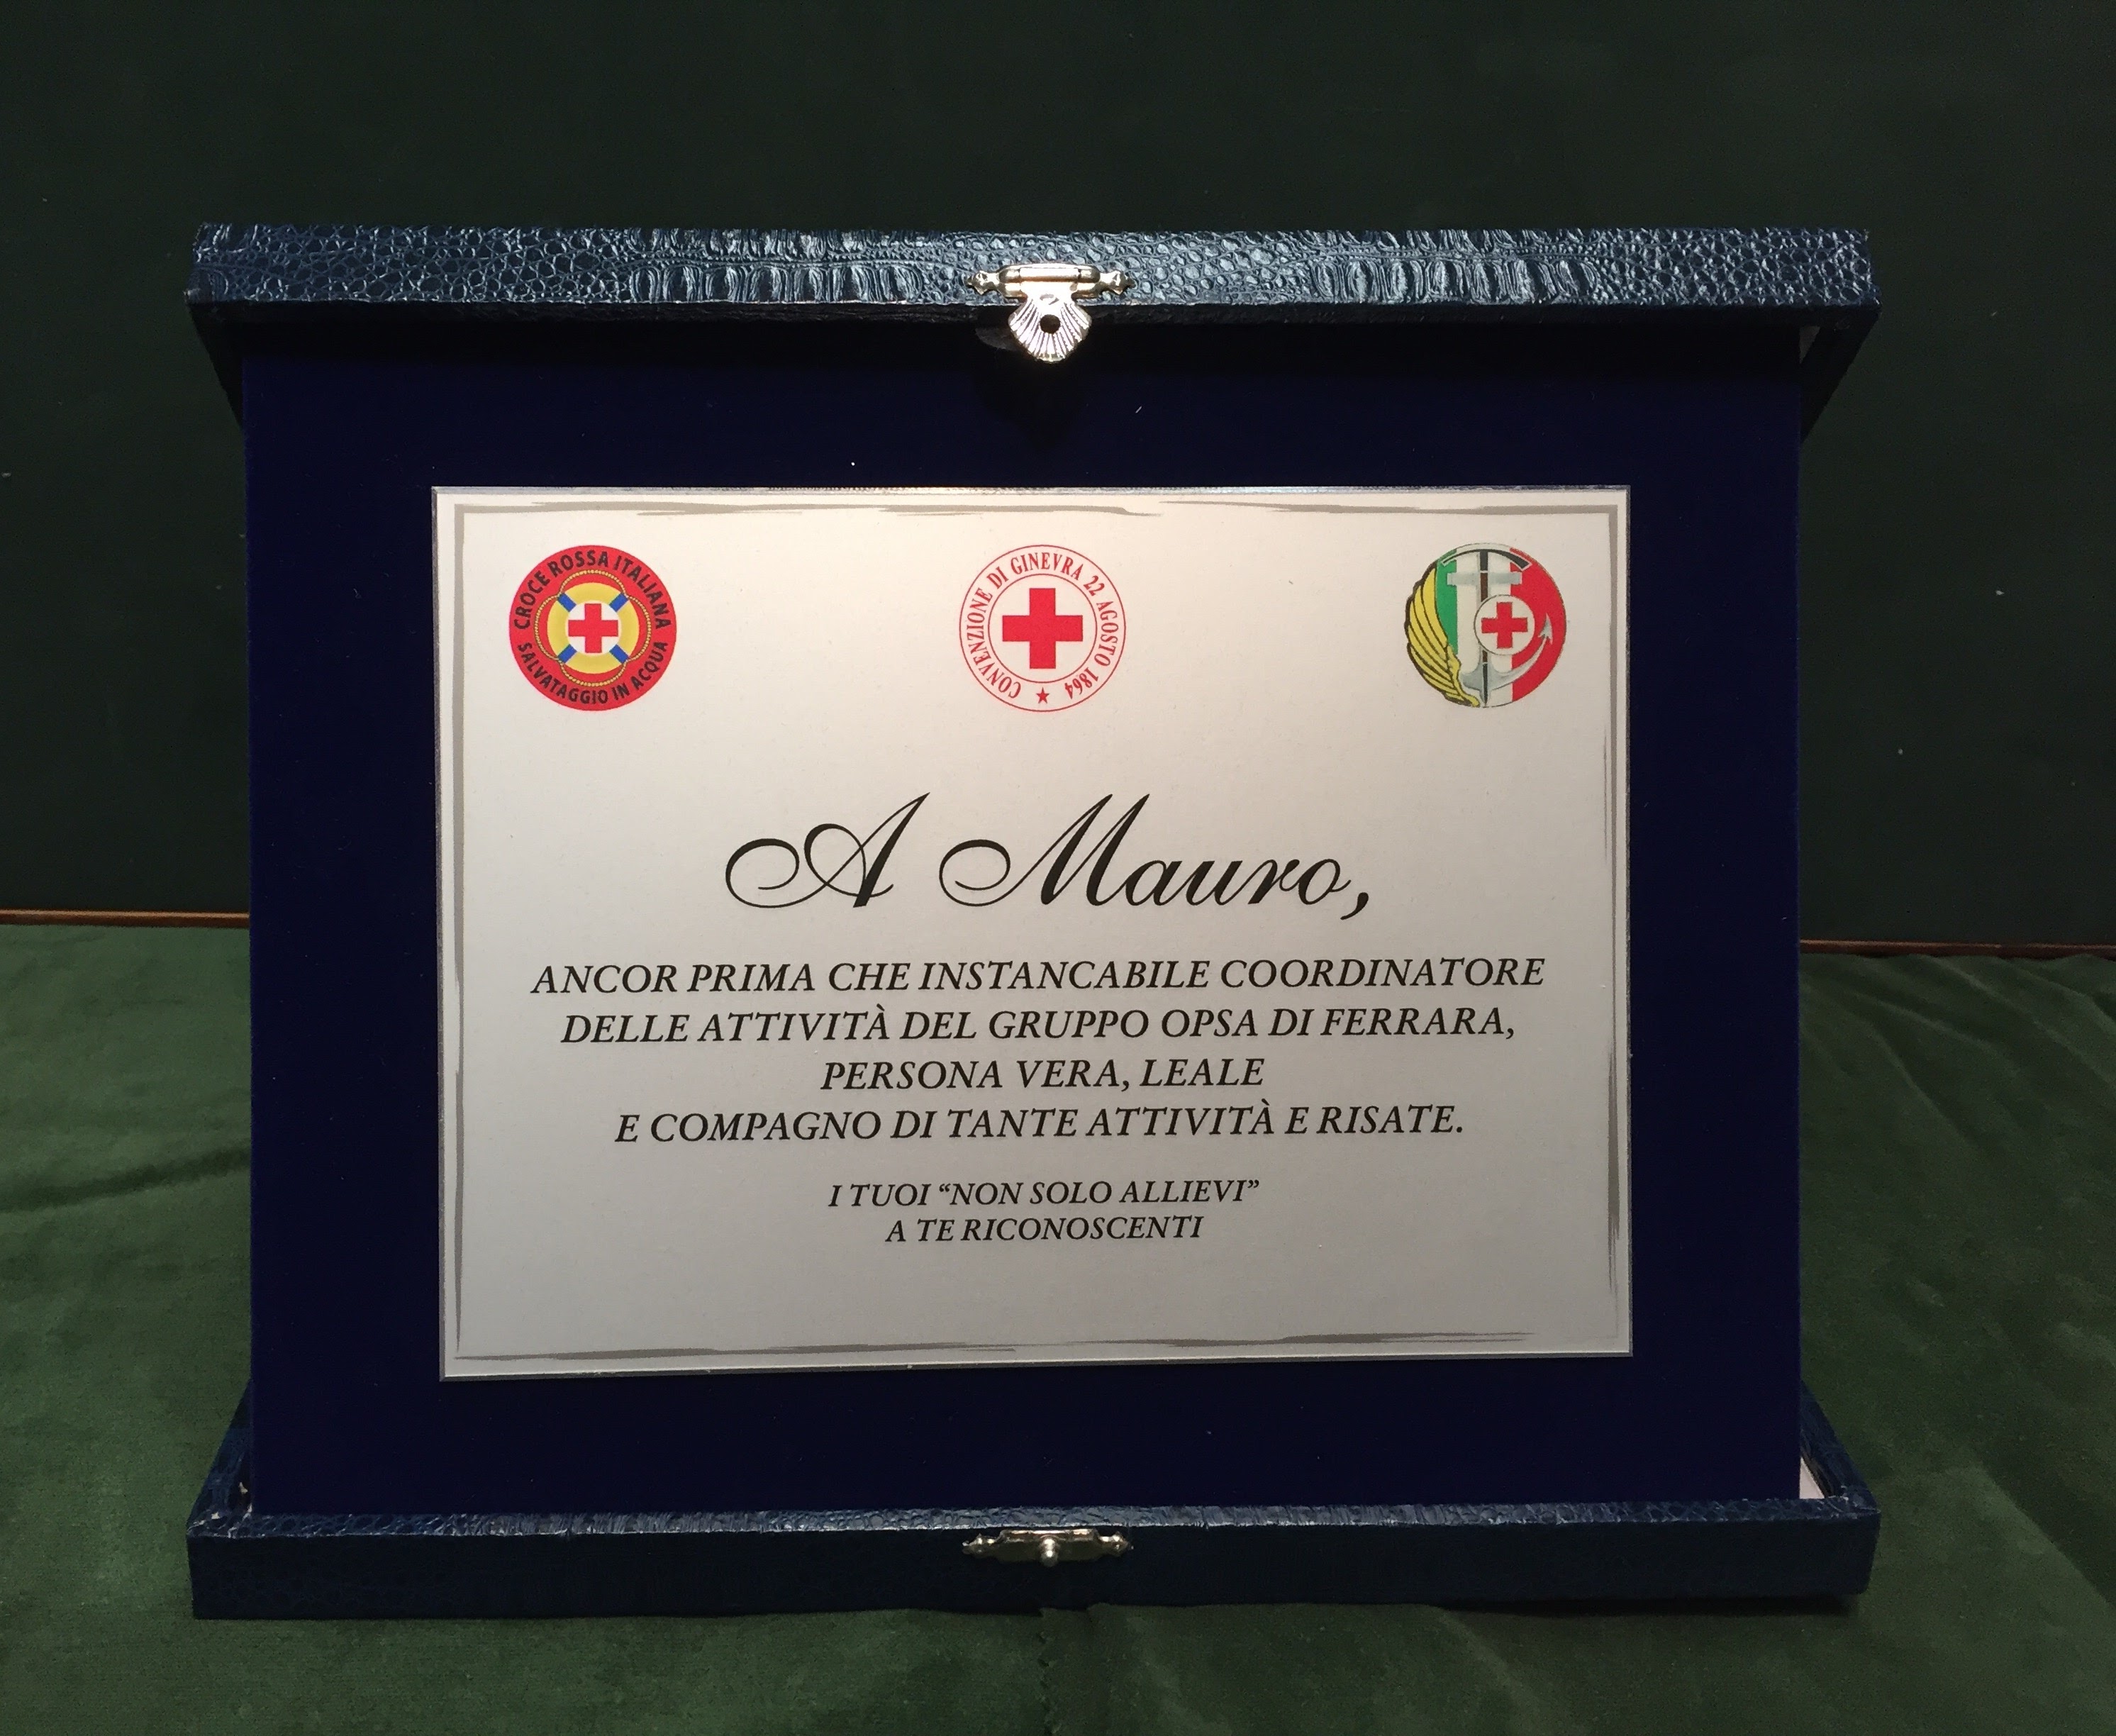 CROCE ROSSA ITALIANA
SALVATAGGIO IN ACQUA
CONVENZIONE DI GINEVRA 22 AGOSTO 1864
A Mauro,
ANCOR PRIMA CHE INSTANCABILE COORDINATORE
DELLE ATTIVITÀ DEL GRUPPO OPSA DI FERRARA,
PERSONA VERA, LEALE
E COMPAGNO DI TANTE ATTIVITÀ E RISATE.
I TUOI “NON SOLO ALLIEVI”
A TE RICONOSCENTI